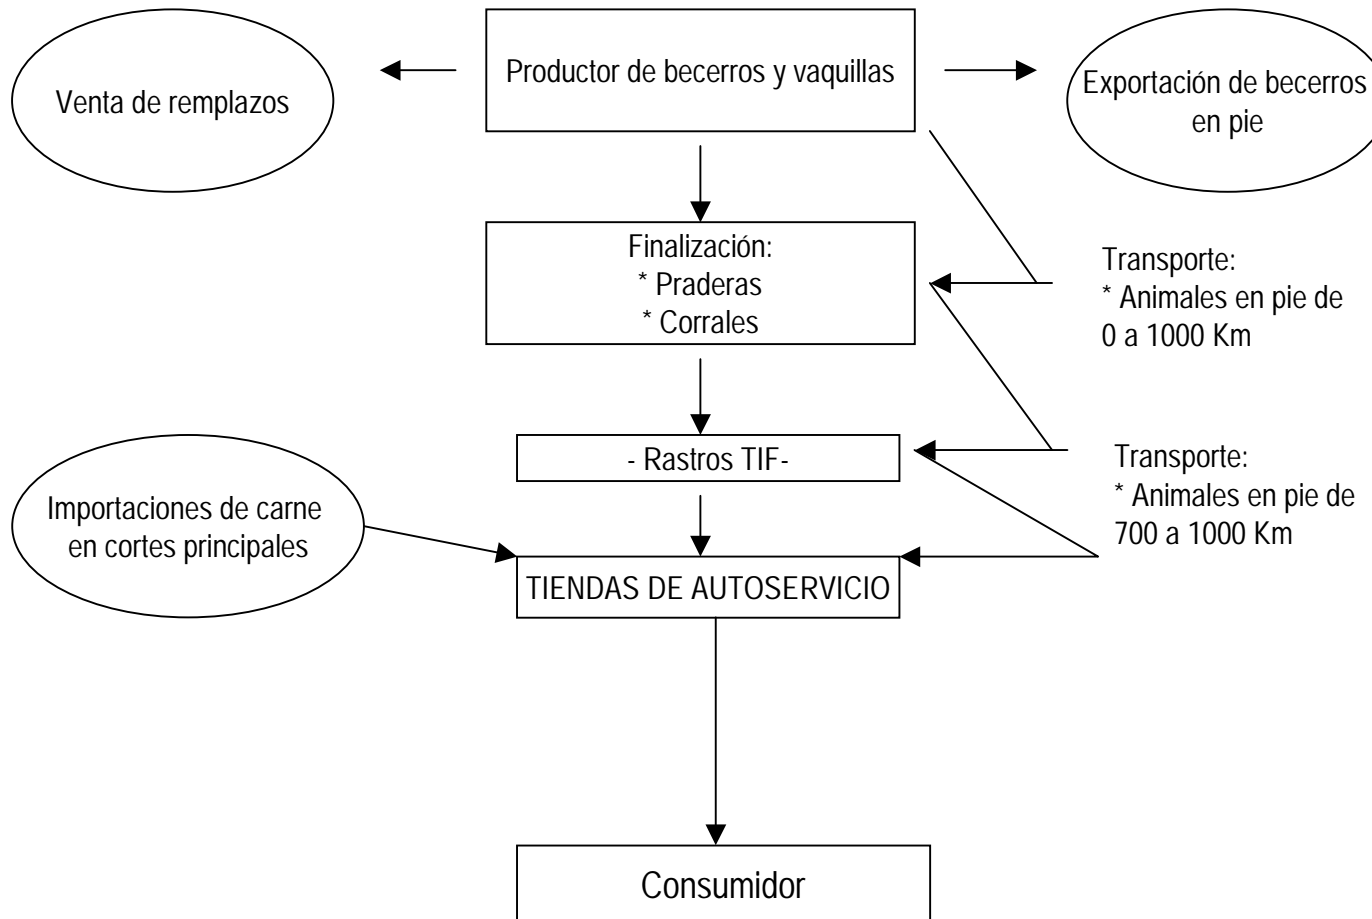 Productor de becerros y vaquillas
Venta de remplazos
Exportación de becerros
en pie
Finalización:
* Praderas
* Corrales
Transporte:
* Animales en pie de
0 a 1000 Km
- Rastros TIF-
Transporte:
* Animales en pie de
700 a 1000 Km
Importaciones de carne
en cortes principales
TIENDAS DE AUTOSERVICIO
Consumidor